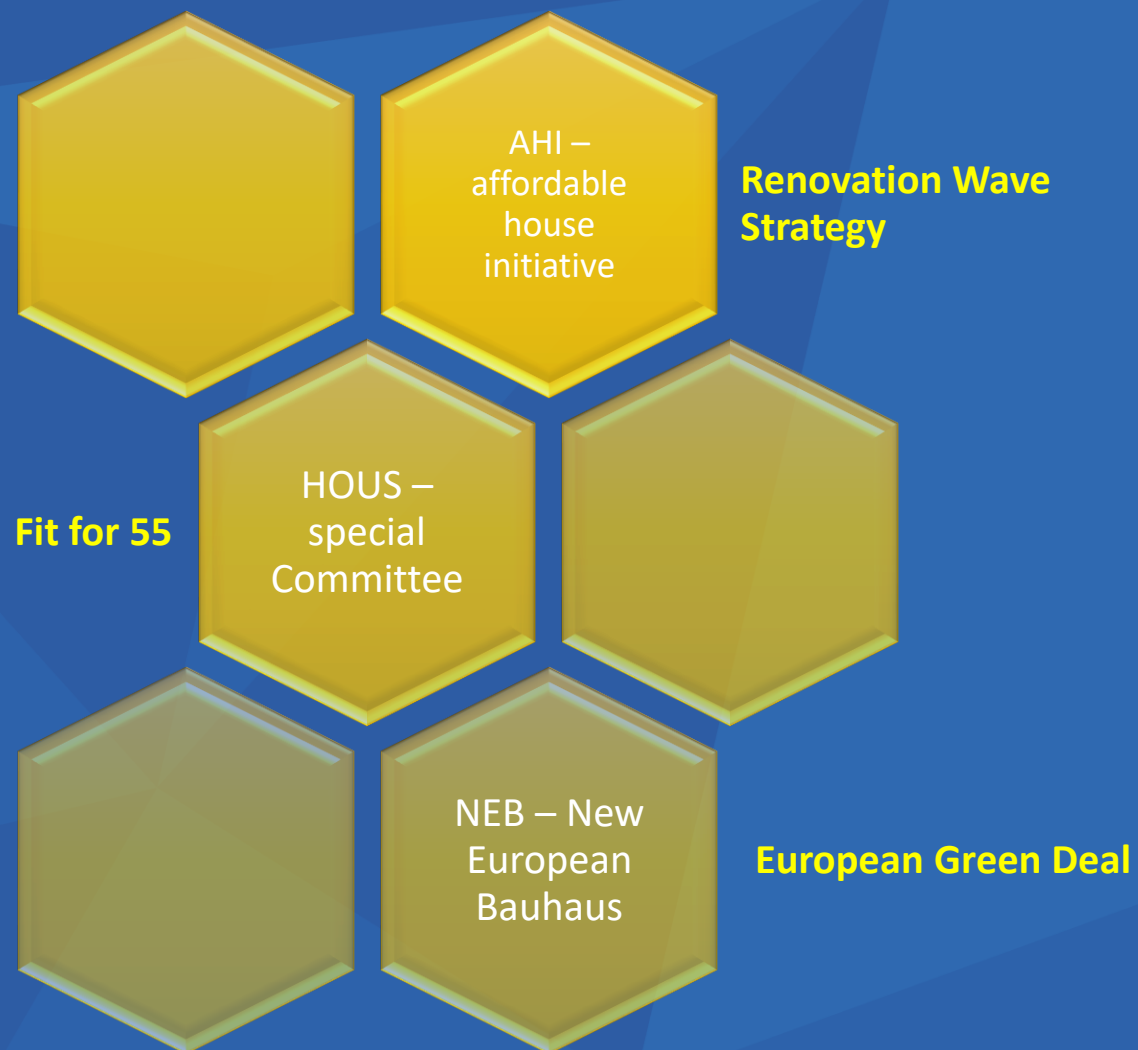 AHI –
affordable
house
initiative
Renovation Wave
Strategy
Fit for 55
HOUS –
special
Committee
NEB – New
European
Bauhaus
European Green Deal